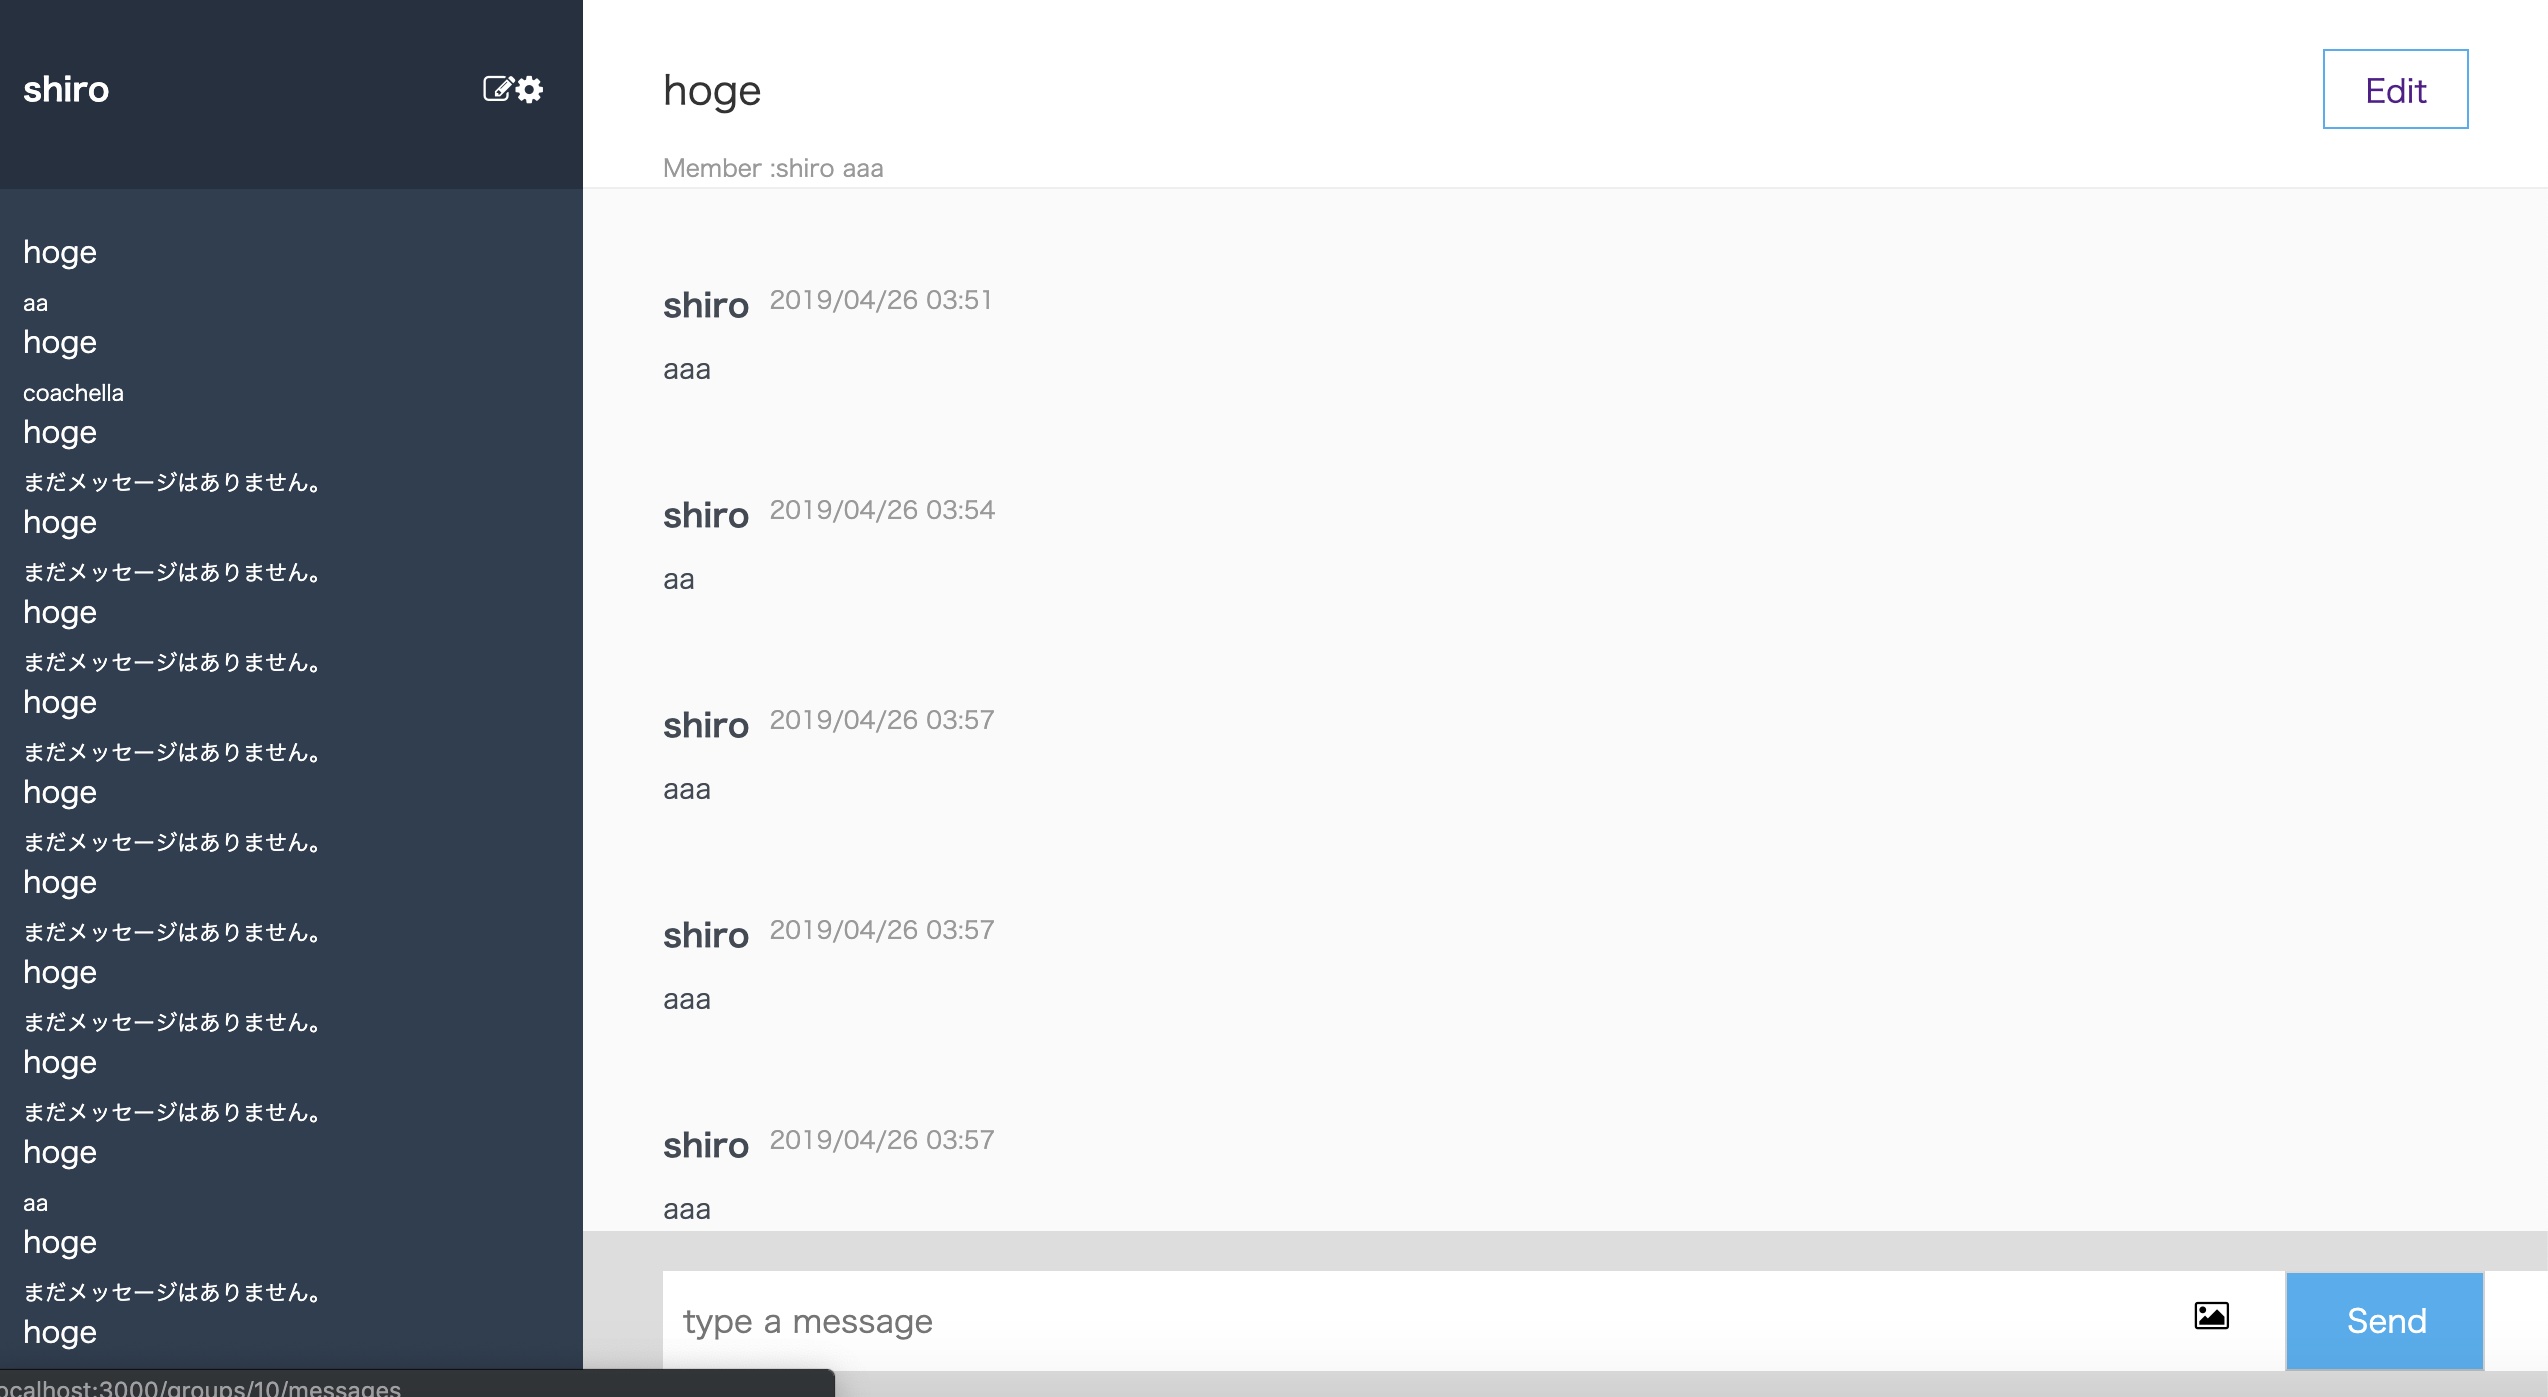 shiro
hoge
aa
hoge
coachella
hoge
まだメッセージはありません。
hoge
まだメッセージはありません。
hoge
まだメッセージはありません。
hoge
まだメッセージはありません。
hoge
まだメッセージはありません。
hoge
まだメッセージはありません。
hoge
まだメッセージはありません。
hoge
まだメッセージはありません。
hoge
aa
hoge
まだメッセージはありません。
hoge
ocalhost:3000/groups/10/messages
hoge
Edit
Member :shiro aaa
shiro 2019/04/26 03:51
aaa
shiro 2019/04/26 03:54
aa
shiro 2019/04/26 03:57
aaa
shiro 2019/04/26 03:57
aaa
shiro 2019/04/26 03:57
aaa
type a message
Send